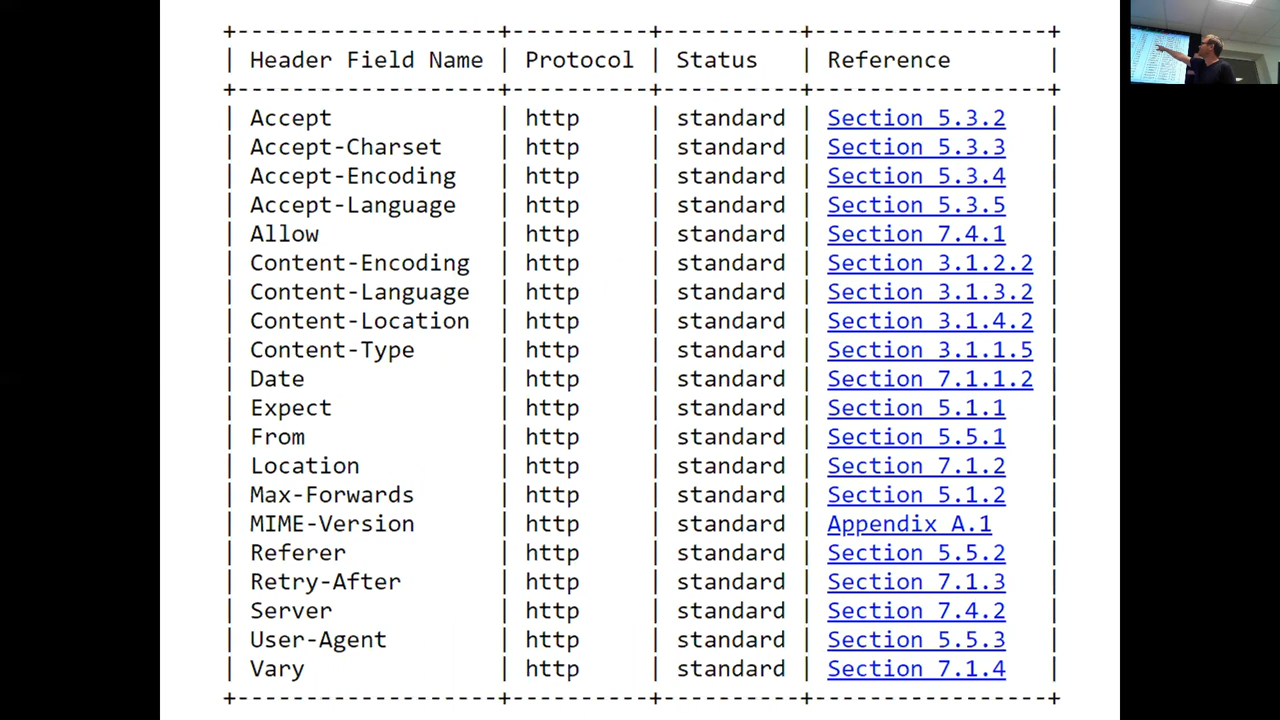 +-------------------+----------+----------+-----------------+
| Header Field Name | Protocol | Status   | Reference       |
+-------------------+----------+----------+-----------------+
| Accept            | http     | standard | Section 5.3.2   |
| Accept-Charset    | http     | standard | Section 5.3.3   |
| Accept-Encoding   | http     | standard | Section 5.3.4   |
| Accept-Language   | http     | standard | Section 5.3.5   |
| Allow             | http     | standard | Section 7.4.1   |
| Content-Encoding  | http     | standard | Section 3.1.2.2 |
| Content-Language  | http     | standard | Section 3.1.3.2 |
| Content-Location  | http     | standard | Section 3.1.4.2 |
| Content-Type      | http     | standard | Section 3.1.1.5 |
| Date              | http     | standard | Section 7.1.1.2 |
| Expect            | http     | standard | Section 5.1.1   |
| From              | http     | standard | Section 5.5.1   |
| Location          | http     | standard | Section 7.1.2   |
| Max-Forwards      | http     | standard | Section 5.1.2   |
| MIME-Version      | http     | standard | Appendix A.1    |
| Referer           | http     | standard | Section 5.5.2   |
| Retry-After       | http     | standard | Section 7.1.3   |
| Server            | http     | standard | Section 7.4.2   |
| User-Agent        | http     | standard | Section 5.5.3   |
| Vary              | http     | standard | Section 7.1.4   |
+-------------------+----------+----------+-----------------+